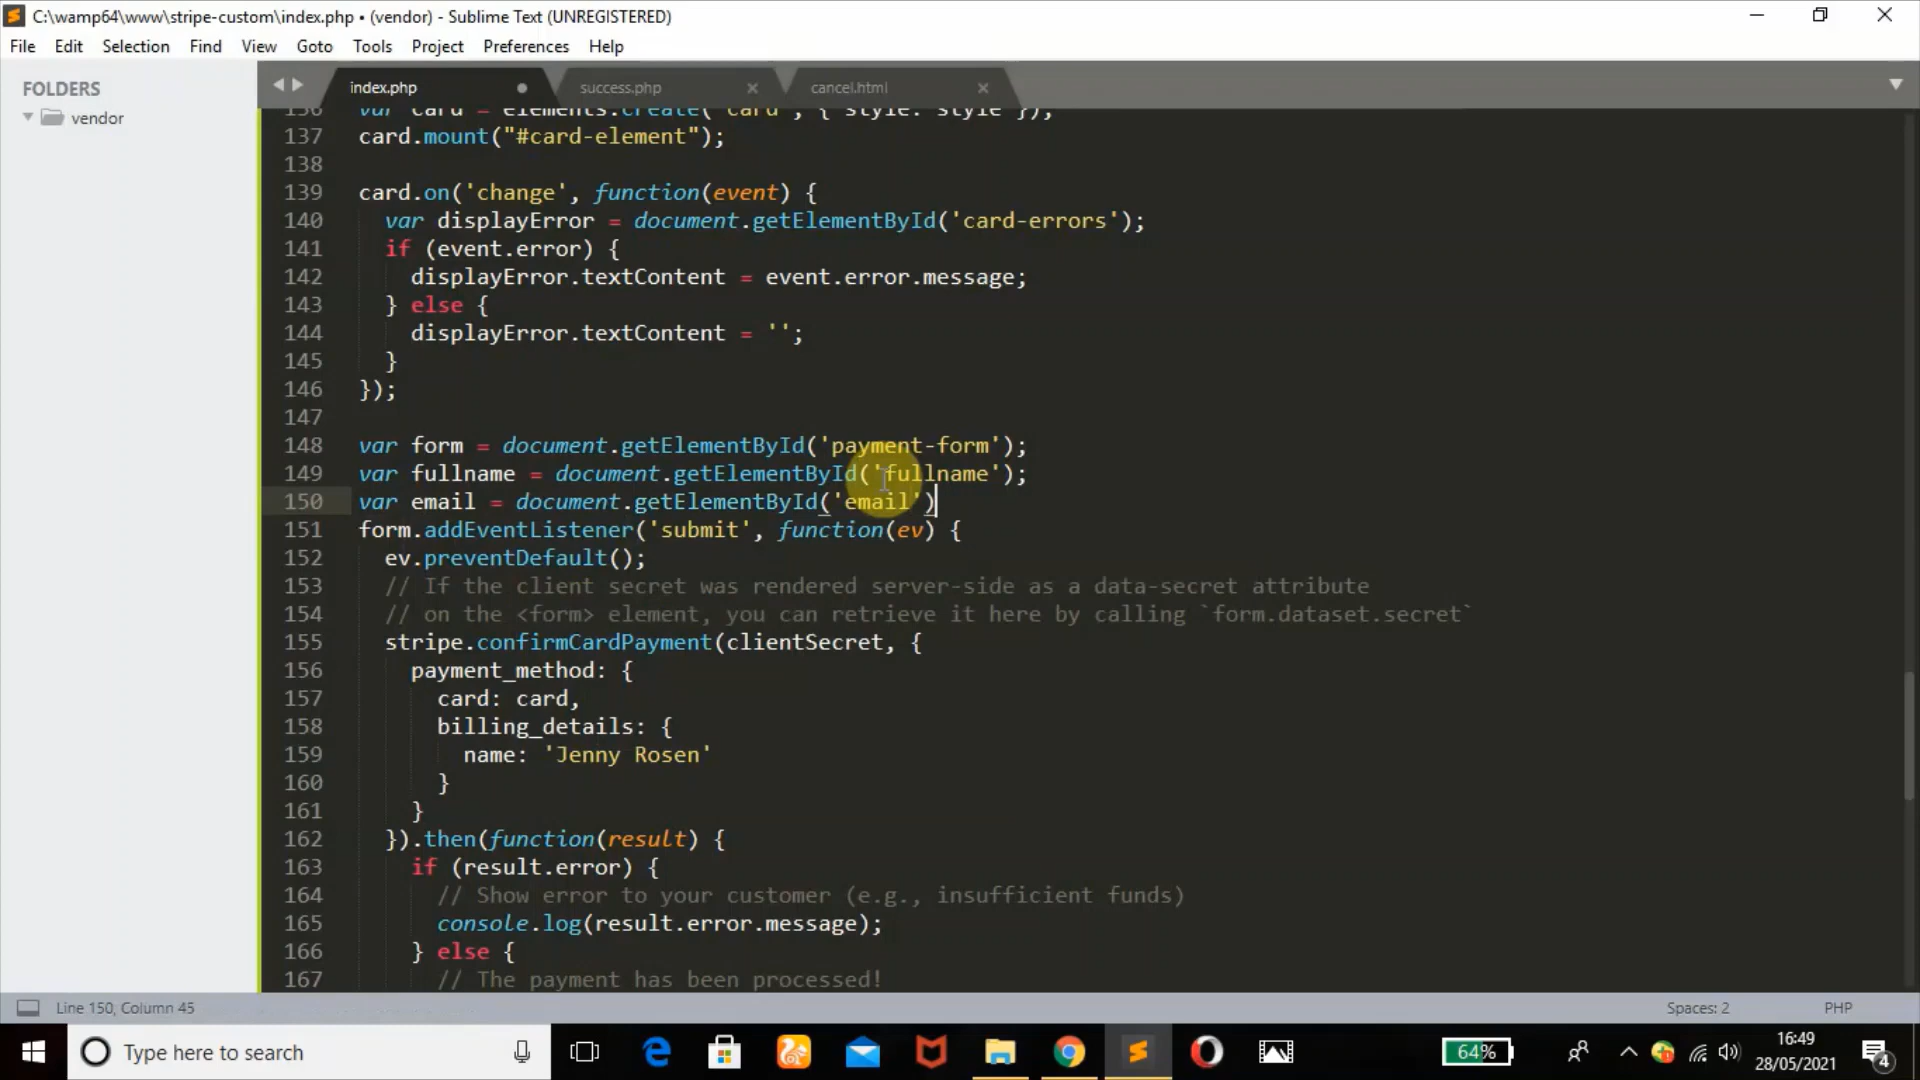 C:\wamp64\www\stripe-custom\index.php • (vendor) - Sublime Text (UNREGISTERED)
File Edit Selection Find View Goto Tools Project Preferences Help
FOLDERS
vendor
index.php success.php cancel.html
136 var card = elements.create("card", { style: style });
137 card.mount("#card-element");
138
139 card.on('change', function(event) {
140 var displayError = document.getElementById('card-errors');
141 if (event.error) {
142 displayError.textContent = event.error.message;
143 } else {
144 displayError.textContent = '';
145 }
146 });
147
148 var form = document.getElementById('payment-form');
149 var fullname = document.getElementById('fullname');
150 var email = document.getElementById('email')
151 form.addEventListener('submit', function(ev) {
152 ev.preventDefault();
153 // If the client secret was rendered server-side as a data-secret attribute
154 // on the <form> element, you can retrieve it here by calling `form.dataset.secret`
155 stripe.confirmCardPayment(clientSecret, {
156 payment_method: {
157 card: card,
158 billing_details: {
159 name: 'Jenny Rosen'
160 }
161 }
162 }).then(function(result) {
163 if (result.error) {
164 // Show error to your customer (e.g., insufficient funds)
165 console.log(result.error.message);
166 } else {
167 // The payment has been processed!
Line 150, Column 45
Spaces: 2
PHP
Type here to search
64%
16:49
28/05/2021
4